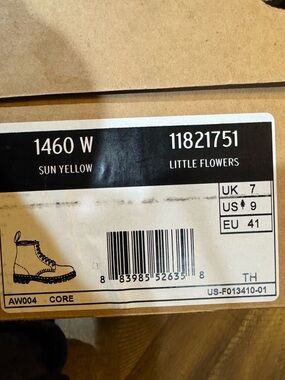 1460 W 11821751
SUN YELLOW LITTLE FLOWERS
UK 7
US 9
EU 41
8 83985 52635 8
TH
AW004 CORE
US-F013410-01